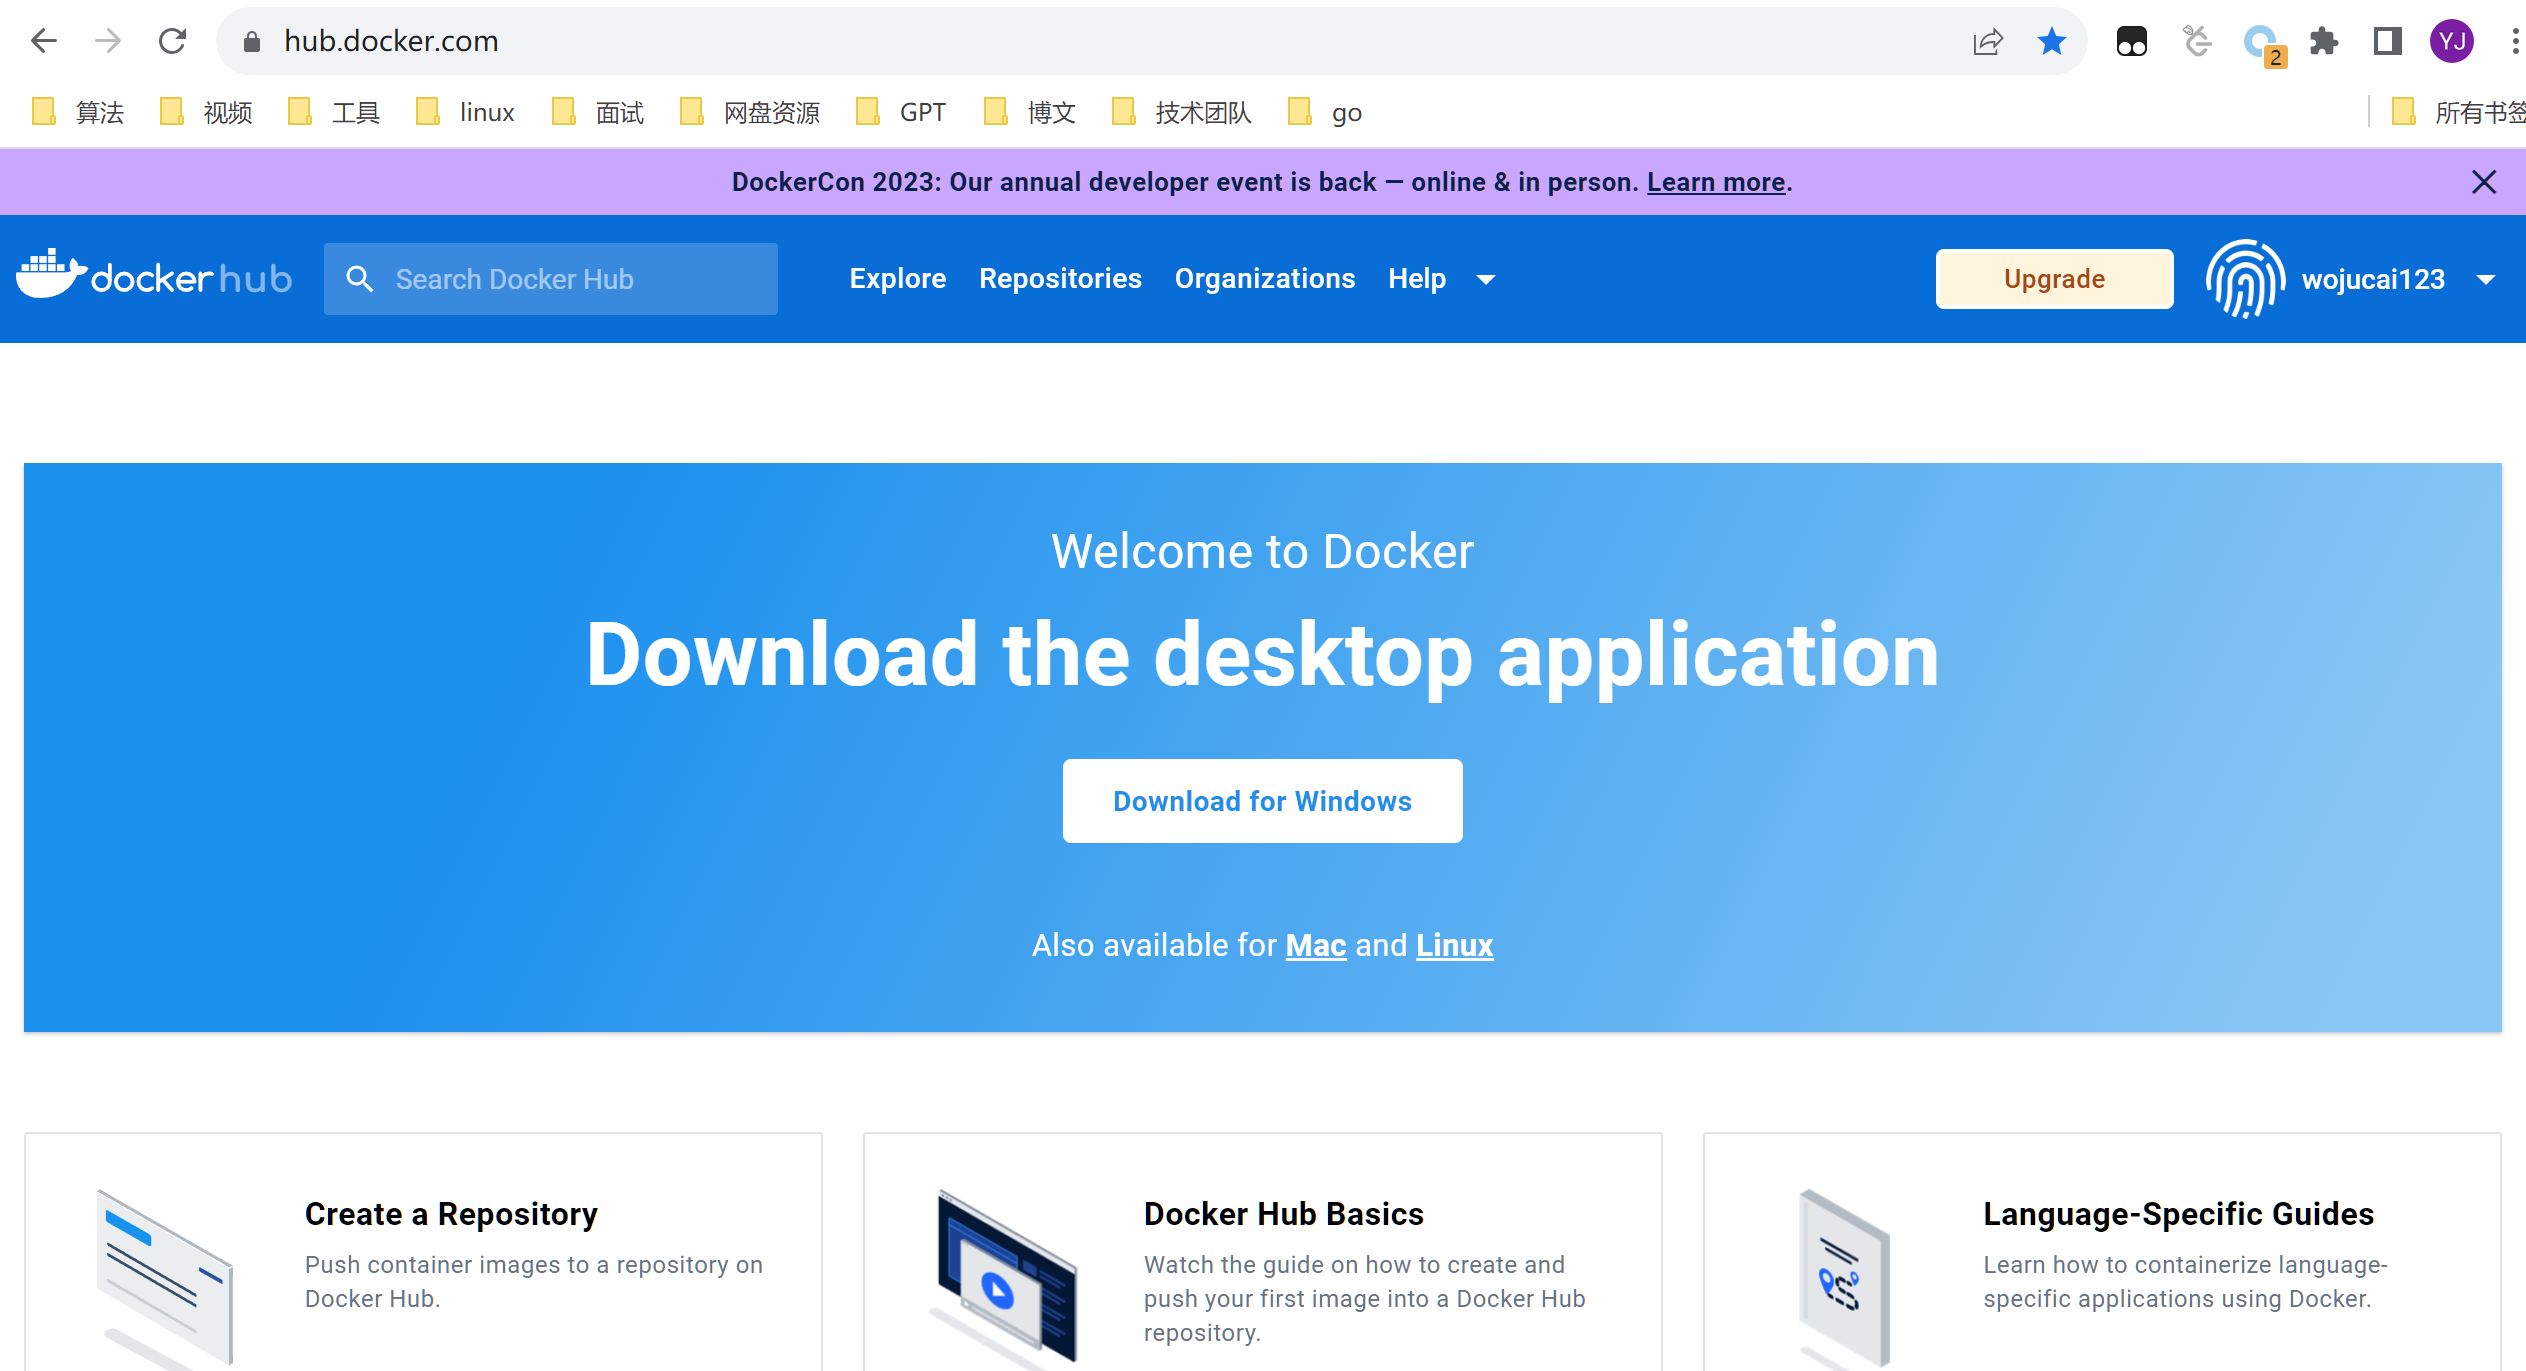 hub.docker.com
2
YJ
算法 视频 工具 linux 面试 网盘资源 GPT 博文 技术团队 go 所有书签
DockerCon 2023: Our annual developer event is back — online & in person. Learn more.
docker hub Search Docker Hub Explore Repositories Organizations Help Upgrade wojucai123
Welcome to Docker
Download the desktop application
Download for Windows
Also available for Mac and Linux
Create a Repository
Push container images to a repository on
Docker Hub.
Docker Hub Basics
Watch the guide on how to create and
push your first image into a Docker Hub
repository.
Language-Specific Guides
Learn how to containerize language-
specific applications using Docker.